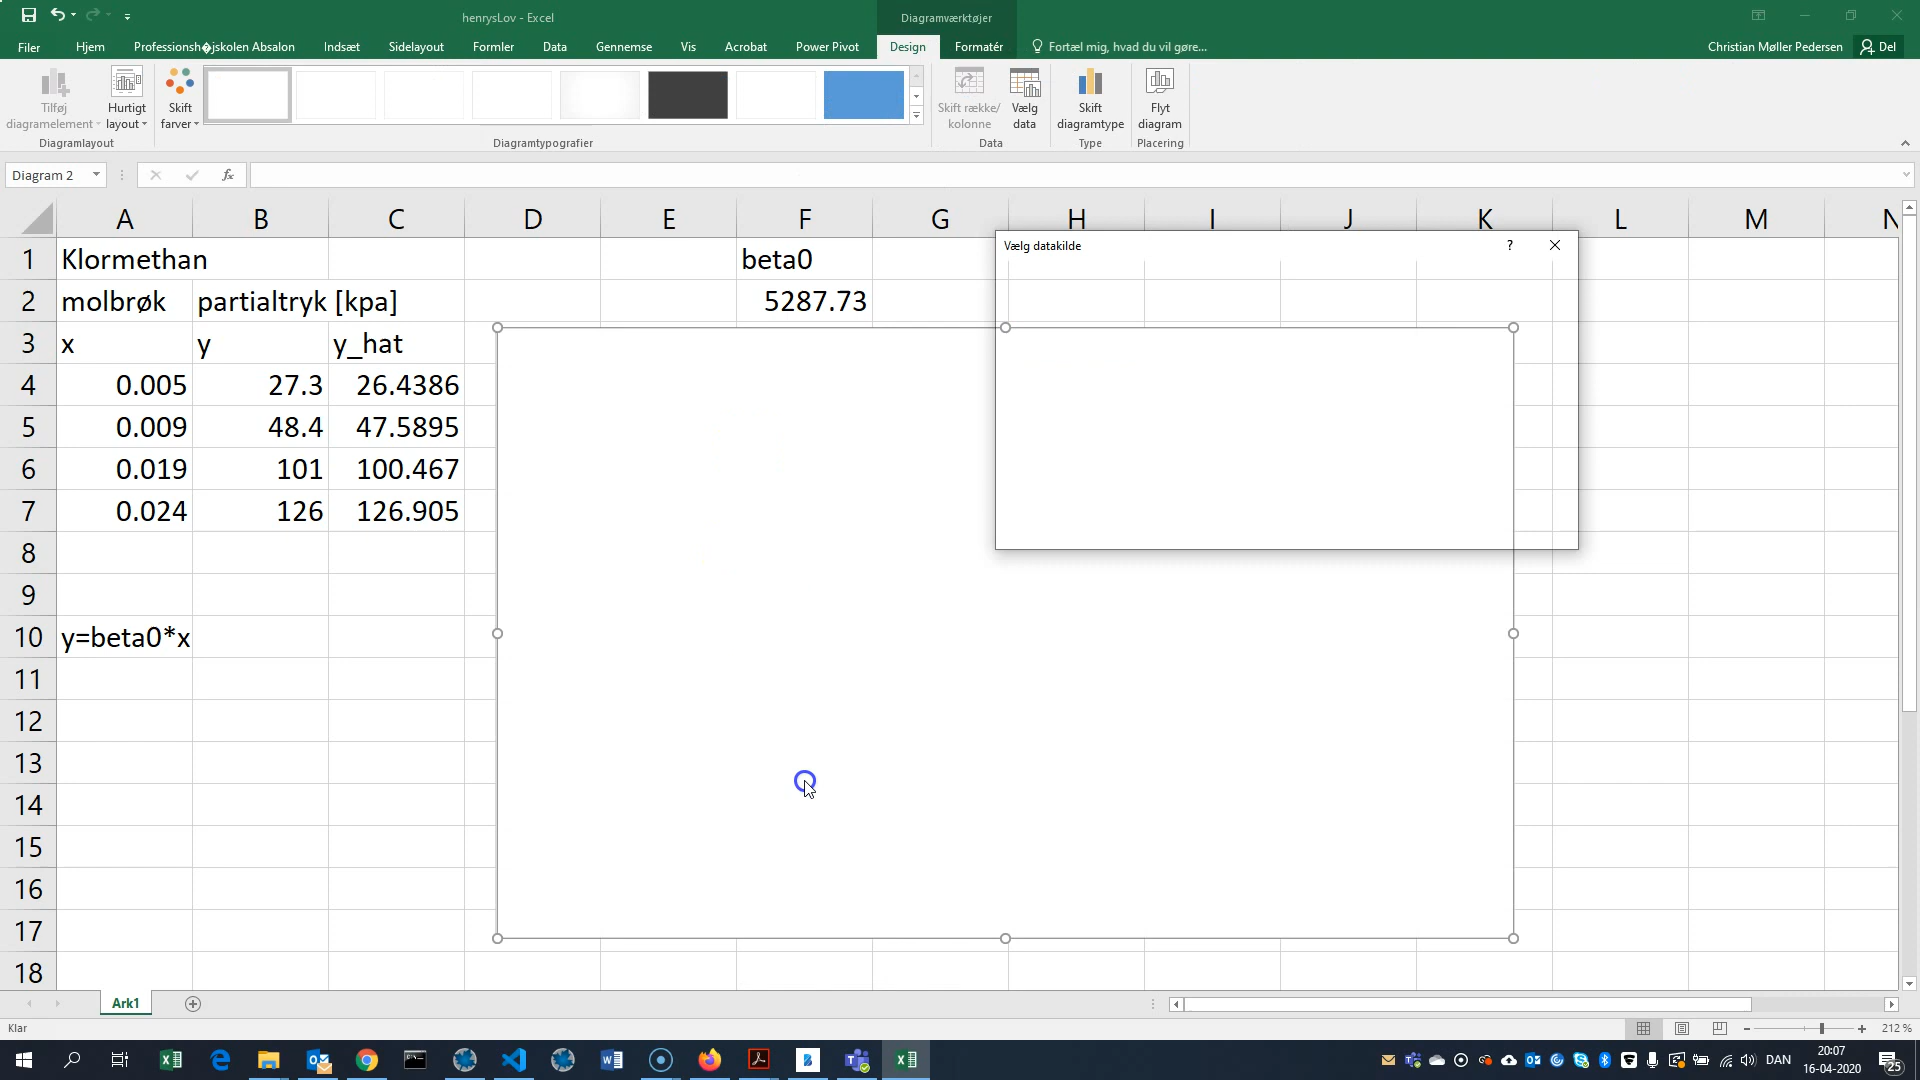 henrysLov - Excel
Diagramværktøjer
Filer Hjem Professionsh�jskolen Absalon Indsæt Sidelayout Formler Data Gennemse Vis Acrobat Power Pivot Design Formatér Fortæl mig, hvad du vil gøre... Christian Møller Pedersen Del
Tilføj diagramelement
Hurtigt layout
Skift farver
Skift række/ kolonne
Vælg data
Skift diagramtype
Flyt diagram
Diagramlayout Diagramtypografier Data Type Placering
Diagram 2 fx
A B C D E F G H I J K L M N
1 Klormethan beta0
2 molbrøk partialtryk [kpa] 5287.73
3 x y y_hat
4 0.005 27.3 26.4386
5 0.009 48.4 47.5895
6 0.019 101 100.467
7 0.024 126 126.905
8
9
10 y=beta0*x
11
12
13
14
15
16
17
18
Vælg datakilde ?
Ark1
Klar 212 %
DAN 20:07
16-04-2020 25